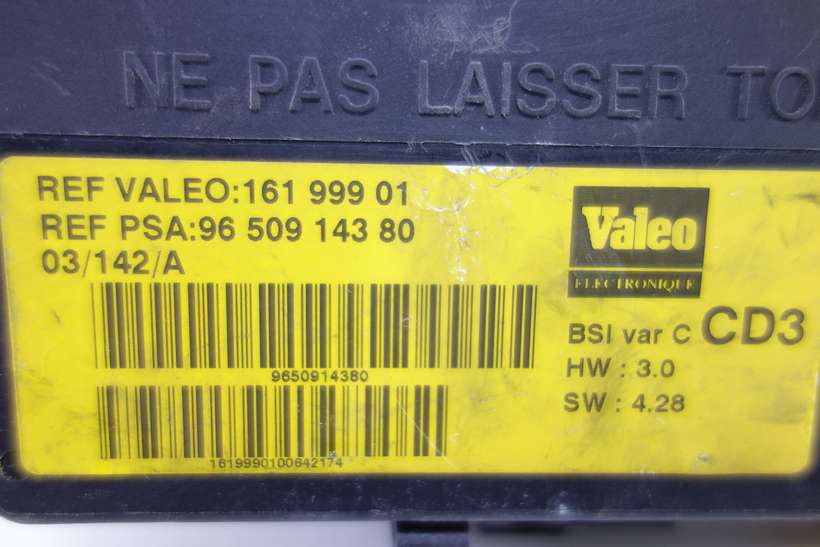 NE PAS LAISSER TO
REF VALEO:161 999 01
REF PSA:96 509 143 80
03/142/A
Valeo
ELECTRONIQUE
BSI var C CD3
9650914380
HW : 3.0
SW : 4.28
1619990100642174